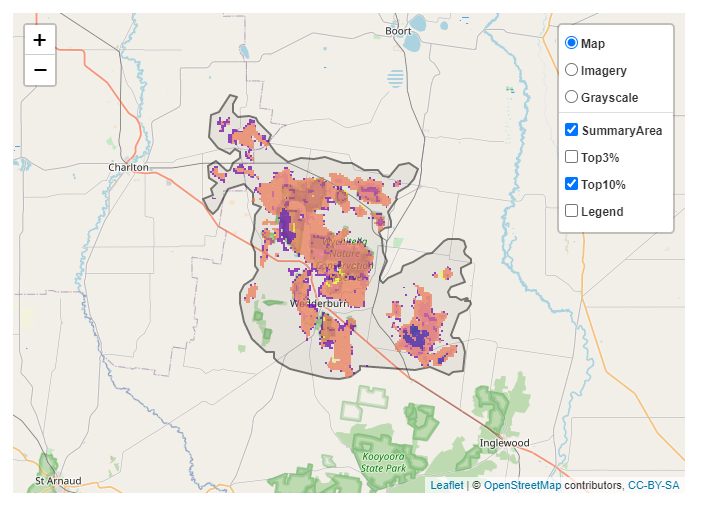 +
−
Boort
Map
Imagery
Grayscale
SummaryArea
Top3%
Top10%
Legend
Charlton
Nature
Wedderburn
Inglewood
Kooyoora
State Park
St Arnaud
Leaflet | © OpenStreetMap contributors, CC-BY-SA